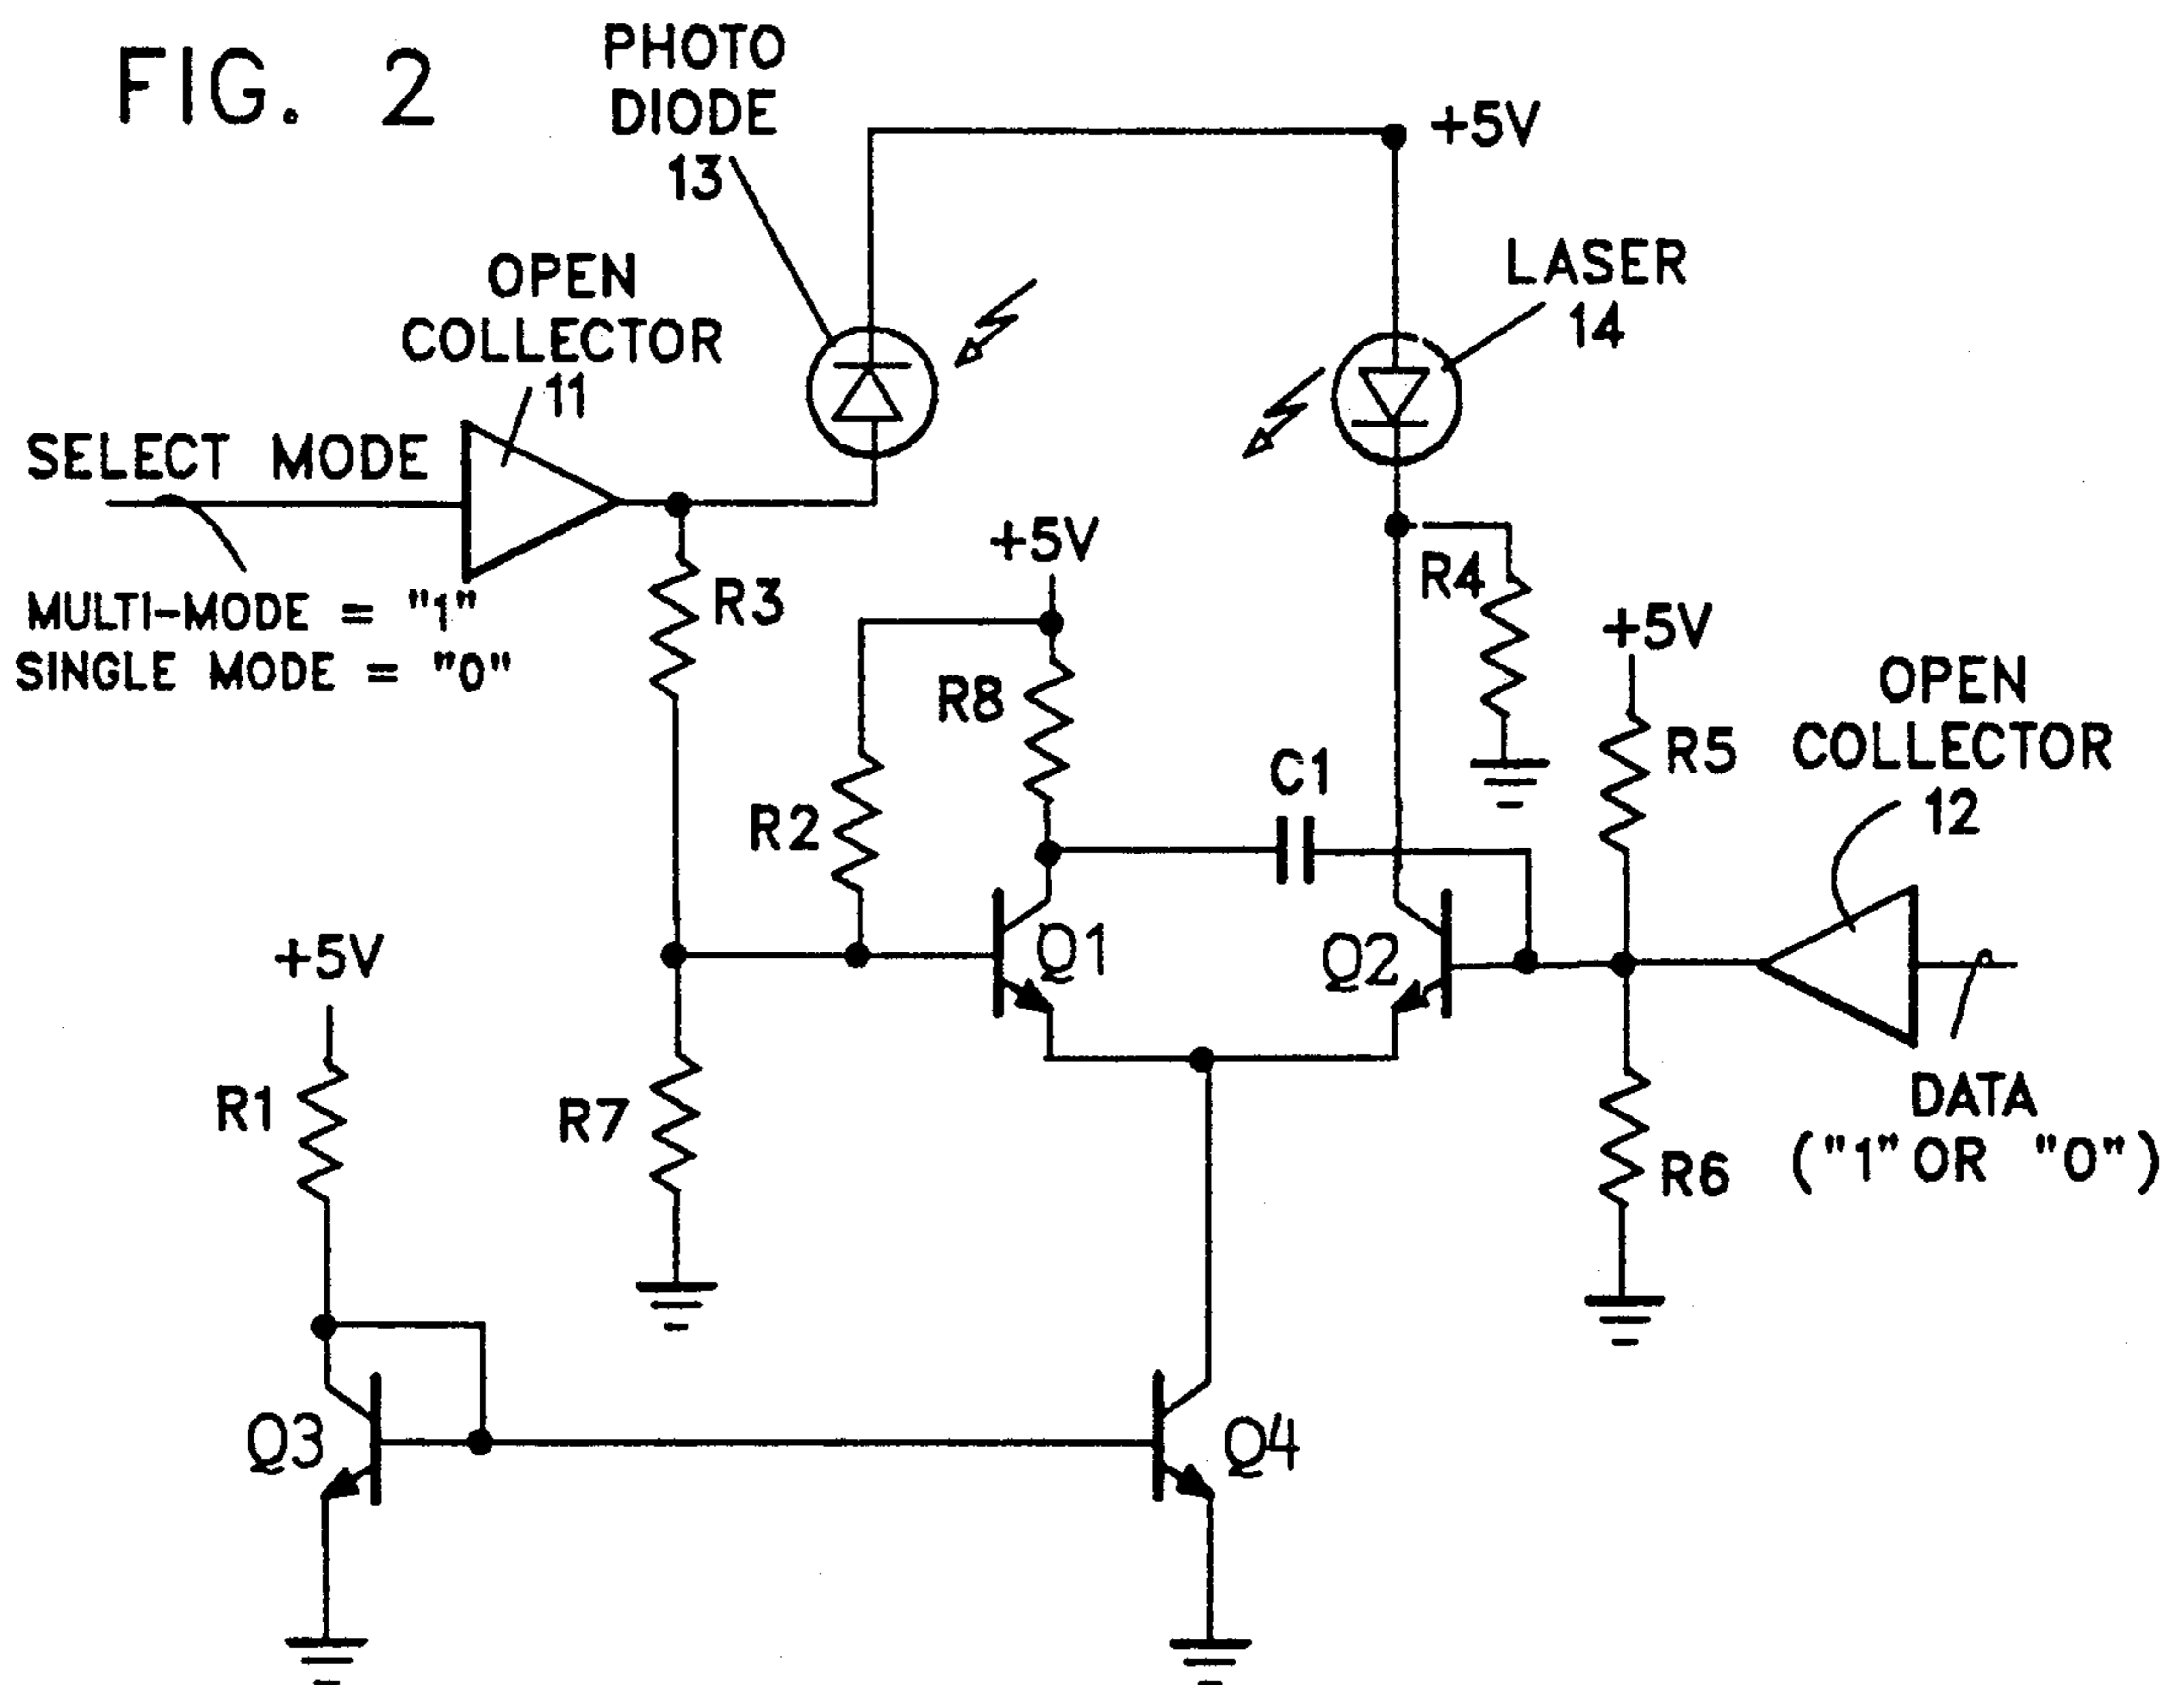 FIG. 2
PHOTO
DIODE
13
+5V
LASER
14
OPEN
COLLECTOR
11
SELECT MODE
MULTI-MODE = "1"
SINGLE MODE = "0"
R3
+5V
R4
R8
R2
C1
+5V
R5
OPEN
COLLECTOR
12
+5V
Q1
Q2
R1
R7
R6
DATA
("1" OR "0")
Q3
Q4